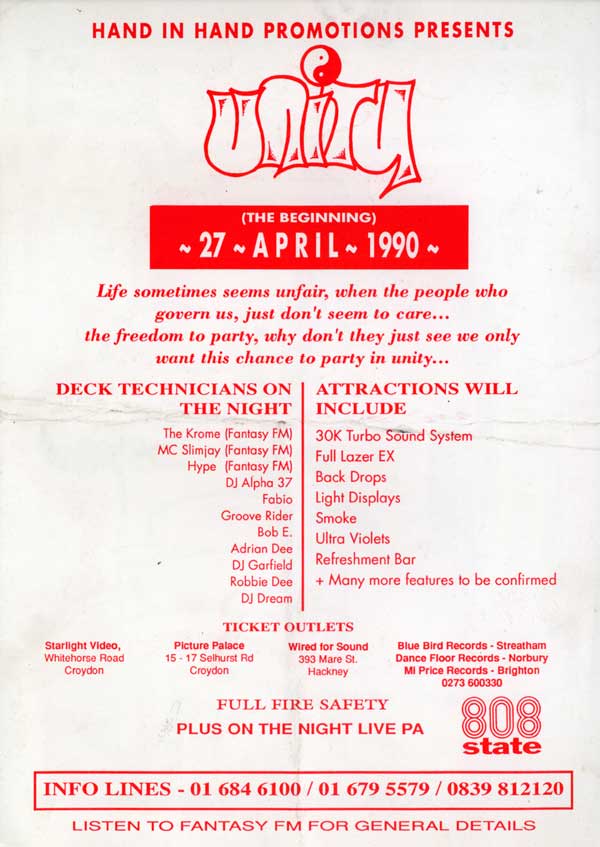 HAND IN HAND PROMOTIONS PRESENTS
UNiTY
(THE BEGINNING)
~ 27 ~ APRIL ~ 1990 ~
Life sometimes seems unfair, when the people who
govern us, just don't seem to care...
the freedom to party, why don't they just see we only
want this chance to party in unity...
DECK TECHNICIANS ON
THE NIGHT
The Krome (Fantasy FM)
MC Slimjay (Fantasy FM)
Hype (Fantasy FM)
DJ Alpha 37
Fabio
Groove Rider
Bob E.
Adrian Dee
DJ Garfield
Robbie Dee
DJ Dream
ATTRACTIONS WILL
INCLUDE
30K Turbo Sound System
Full Lazer EX
Back Drops
Light Displays
Smoke
Ultra Violets
Refreshment Bar
+ Many more features to be confirmed
TICKET OUTLETS
Starlight Video,
Whitehorse Road
Croydon
Picture Palace
15 - 17 Selhurst Rd
Croydon
Wired for Sound
393 Mare St.
Hackney
Blue Bird Records - Streatham
Dance Floor Records - Norbury
MI Price Records - Brighton
0273 600330
FULL FIRE SAFETY
PLUS ON THE NIGHT LIVE PA
808
state
INFO LINES - 01 684 6100 / 01 679 5579 / 0839 812120
LISTEN TO FANTASY FM FOR GENERAL DETAILS